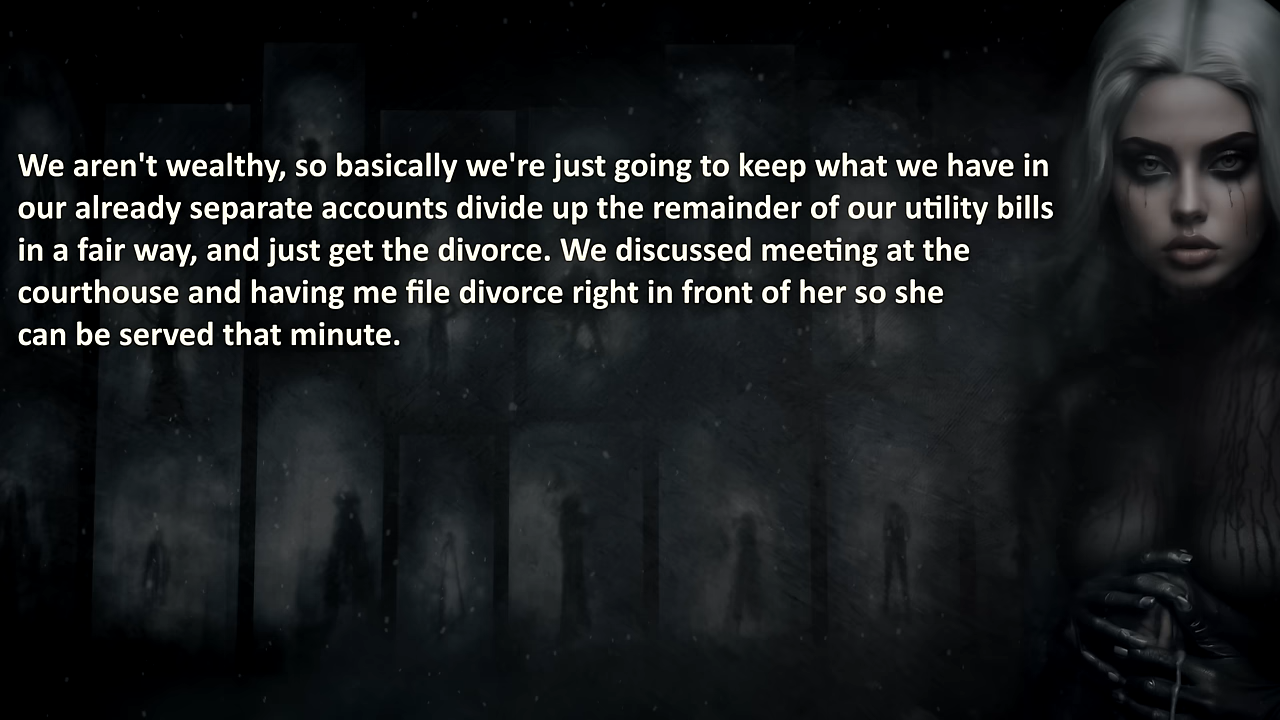 We aren't wealthy, so basically we're just going to keep what we have in
our already separate accounts divide up the remainder of our utility bills
in a fair way, and just get the divorce. We discussed meeting at the
courthouse and having me file divorce right in front of her so she
can be served that minute.